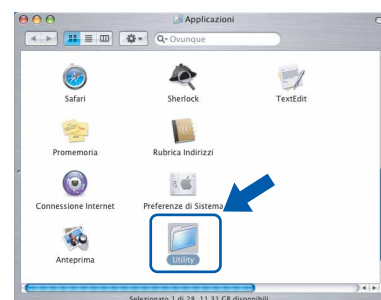 Applicazioni
Ovunque
Safari
Sherlock
TextEdit
Promemoria
Rubrica Indirizzi
Connessione Internet
Preferenze di Sistema
Anteprima
Utility
Selezionato 1 di 28, 11,31 GB disponibili